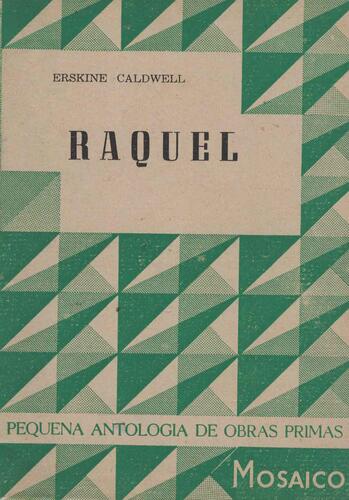 ERSKINE CALDWELL
RAQUEL
PEQUENA ANTOLOGIA DE OBRAS PRIMAS
MOSAICO